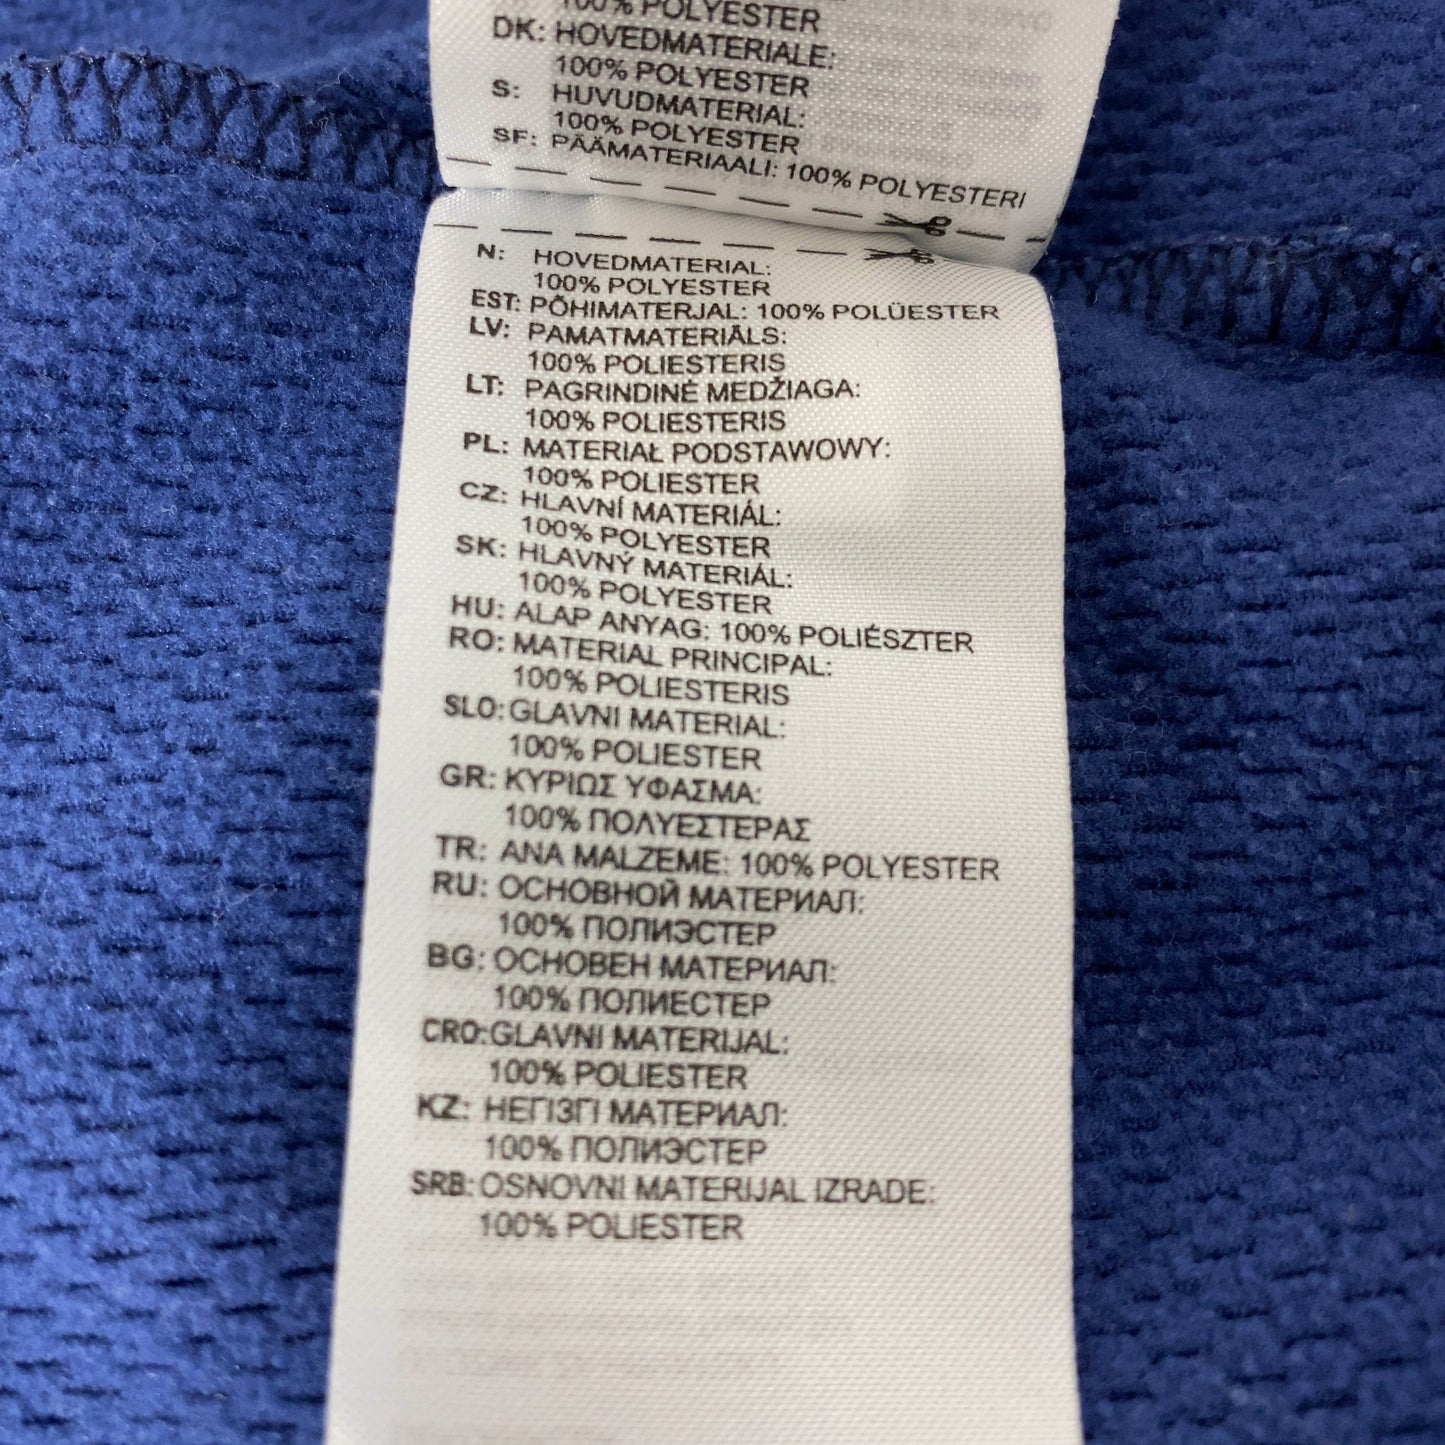 100% POLYESTER
DK: HOVEDMATERIALE:
100% POLYESTER
S: HUVUDMATERIAL:
100% POLYESTER
SF: PÄÄMATERIAALI: 100% POLYESTERI
N: HOVEDMATERIAL:
100% POLYESTER
EST: PÕHIMATERJAL: 100% POLÜESTER
LV: PAMATMATERIĀLS:
100% POLIESTERIS
LT: PAGRINDINĖ MEDŽIAGA:
100% POLIESTERIS
PL: MATERIAŁ PODSTAWOWY:
100% POLIESTER
CZ: HLAVNÍ MATERIÁL:
100% POLYESTER
SK: HLAVNÝ MATERIÁL:
100% POLYESTER
HU: ALAP ANYAG: 100% POLIÉSZTER
RO: MATERIAL PRINCIPAL:
100% POLIESTERIS
SLO: GLAVNI MATERIAL:
100% POLIESTER
GR: ΚΥΡΙΩΣ ΥΦΑΣΜΑ:
100% ΠΟΛΥΕΣΤΕΡΑΣ
TR: ANA MALZEME: 100% POLYESTER
RU: ОСНОВНОЙ МАТЕРИАЛ:
100% ПОЛИЭСТЕР
BG: ОСНОВЕН МАТЕРИАЛ:
100% ПОЛИЕСТЕР
CRO: GLAVNI MATERIJAL:
100% POLIESTER
KZ: НЕГІЗГІ МАТЕРИАЛ:
100% ПОЛИЭСТЕР
SRB: OSNOVNI MATERIJAL IZRADE:
100% POLIESTER